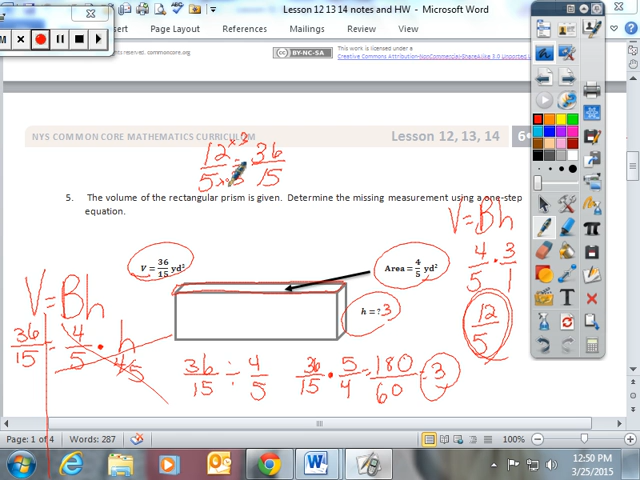 Lesson 12 13 14 notes and HW - Microsoft Word
Page Layout References Mailings Review View
BY-NC-SA
This work is licensed under a
Creative Commons Attribution-NonCommercial-ShareAlike 3.0
NYS COMMON CORE MATHEMATICS CURRICULUM
Lesson 12, 13, 14
12 ×3 = 36
5 ×3 15
5. The volume of the rectangular prism is given. Determine the missing measurement using a one-step
equation.
V = 36/15 yd³
Area = 4/5 yd²
h = ? 3
V = Bh
4/5 · 3/1
12/5
V = Bh
36/15 = 4/5 · h
4/5
36/15 ÷ 4/5
36/15 · 5/4 = 180/60 = 3
Page: 1 of 4 Words: 287
100%
12:50 PM
3/25/2015